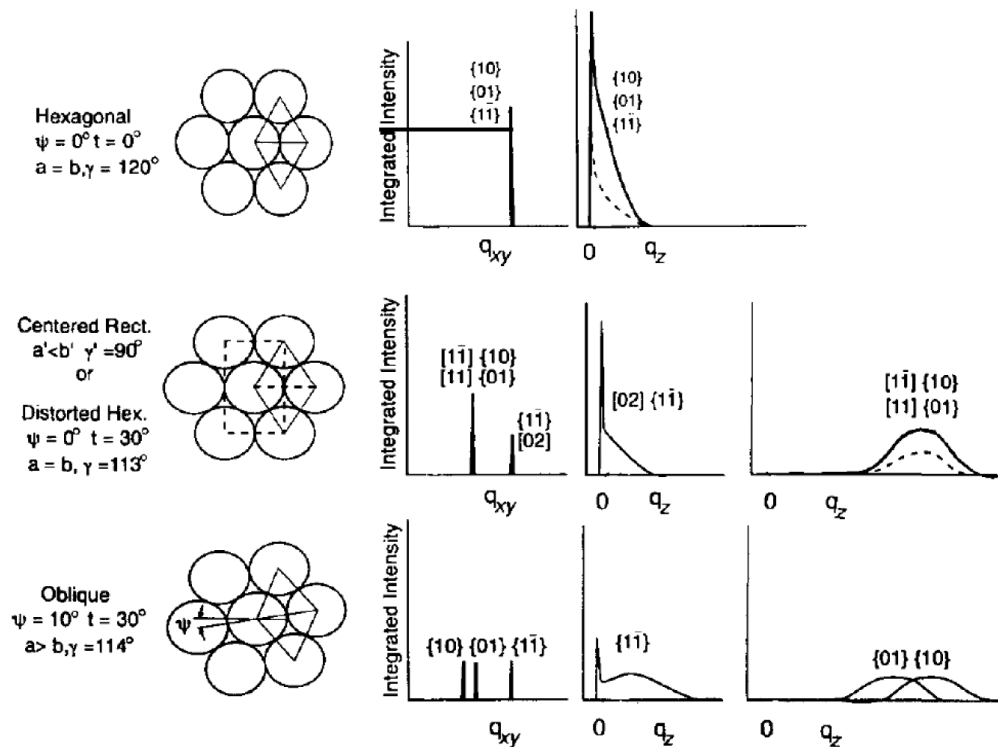 Hexagonal
ψ = 0° t = 0°
a = b, γ = 120°
Integrated Intensity
{10}
{01}
{11̄}
q_xy
{10}
{01}
{11̄}
0 q_z
Centered Rect.
a'<b' γ' =90°
or
Distorted Hex.
ψ = 0° t = 30°
a = b, γ =113°
Integrated Intensity
[11̄] {10}
[11] {01}
{11̄}
[02]
q_xy
[02] {11̄}
0 q_z
[11̄] {10}
[11] {01}
0 q_z
Oblique
ψ = 10° t = 30°
a> b, γ =114°
ψ
Integrated Intensity
{10} {01} {11̄}
q_xy
{11̄}
0 q_z
{01} {10}
0 q_z